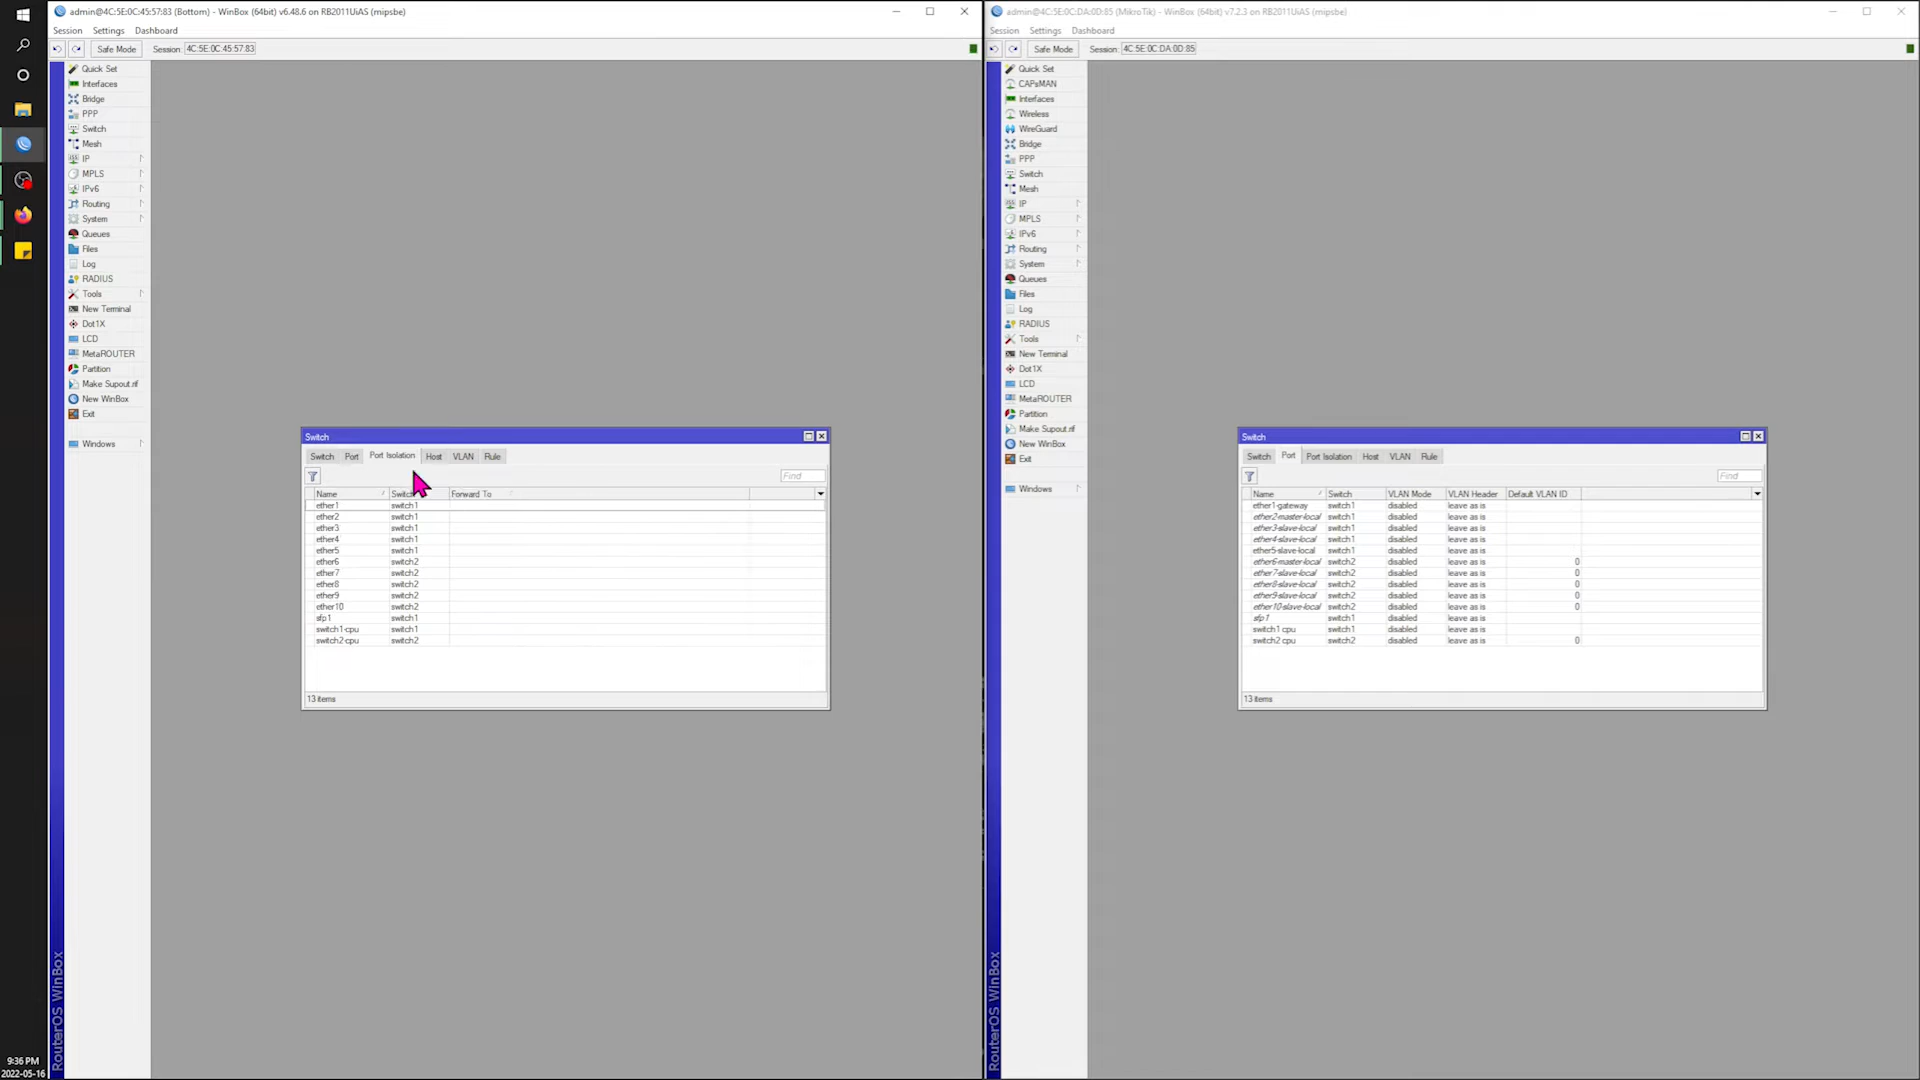 admin@4C:5E:0C:45:57:83 (Bottom) - WinBox (64bit) v6.48.6 on RB2011UiAS (mipsbe)
Session Settings Dashboard
Safe Mode Session: 4C:5E:0C:45:57:83
Quick Set
Interfaces
Bridge
PPP
Switch
Mesh
IP
MPLS
IPv6
Routing
System
Queues
Files
Log
RADIUS
Tools
New Terminal
Dot1X
LCD
MetaROUTER
Partition
Make Supout.rif
New WinBox
Exit
Windows
RouterOS WinBox
Switch
Switch Port Port Isolation Host VLAN Rule
Find
Name Switch Forward To
ether1 switch1
ether2 switch1
ether3 switch1
ether4 switch1
ether5 switch1
ether6 switch2
ether7 switch2
ether8 switch2
ether9 switch2
ether10 switch2
sfp1 switch1
switch1-cpu switch1
switch2-cpu switch2
13 items
admin@4C:5E:0C:DA:0D:85 (MikroTik) - WinBox (64bit) v7.2.3 on RB2011UiAS (mipsbe)
Session Settings Dashboard
Safe Mode Session: 4C:5E:0C:DA:0D:85
Quick Set
CAPsMAN
Interfaces
Wireless
WireGuard
Bridge
PPP
Switch
Mesh
IP
MPLS
IPv6
Routing
System
Queues
Files
Log
RADIUS
Tools
New Terminal
Dot1X
LCD
MetaROUTER
Partition
Make Supout.rif
New WinBox
Exit
Windows
RouterOS WinBox
Switch
Switch Port Port Isolation Host VLAN Rule
Find
Name Switch VLAN Mode VLAN Header Default VLAN ID
ether1-gateway switch1 disabled leave as is
ether2-master-local switch1 disabled leave as is
ether3-slave-local switch1 disabled leave as is
ether4-slave-local switch1 disabled leave as is
ether5-slave-local switch1 disabled leave as is
ether6-master-local switch2 disabled leave as is 0
ether7-slave-local switch2 disabled leave as is 0
ether8-slave-local switch2 disabled leave as is 0
ether9-slave-local switch2 disabled leave as is 0
ether10-slave-local switch2 disabled leave as is 0
sfp1 switch1 disabled leave as is
switch1 cpu switch1 disabled leave as is
switch2 cpu switch2 disabled leave as is 0
13 items
9:36 PM
2022-05-16